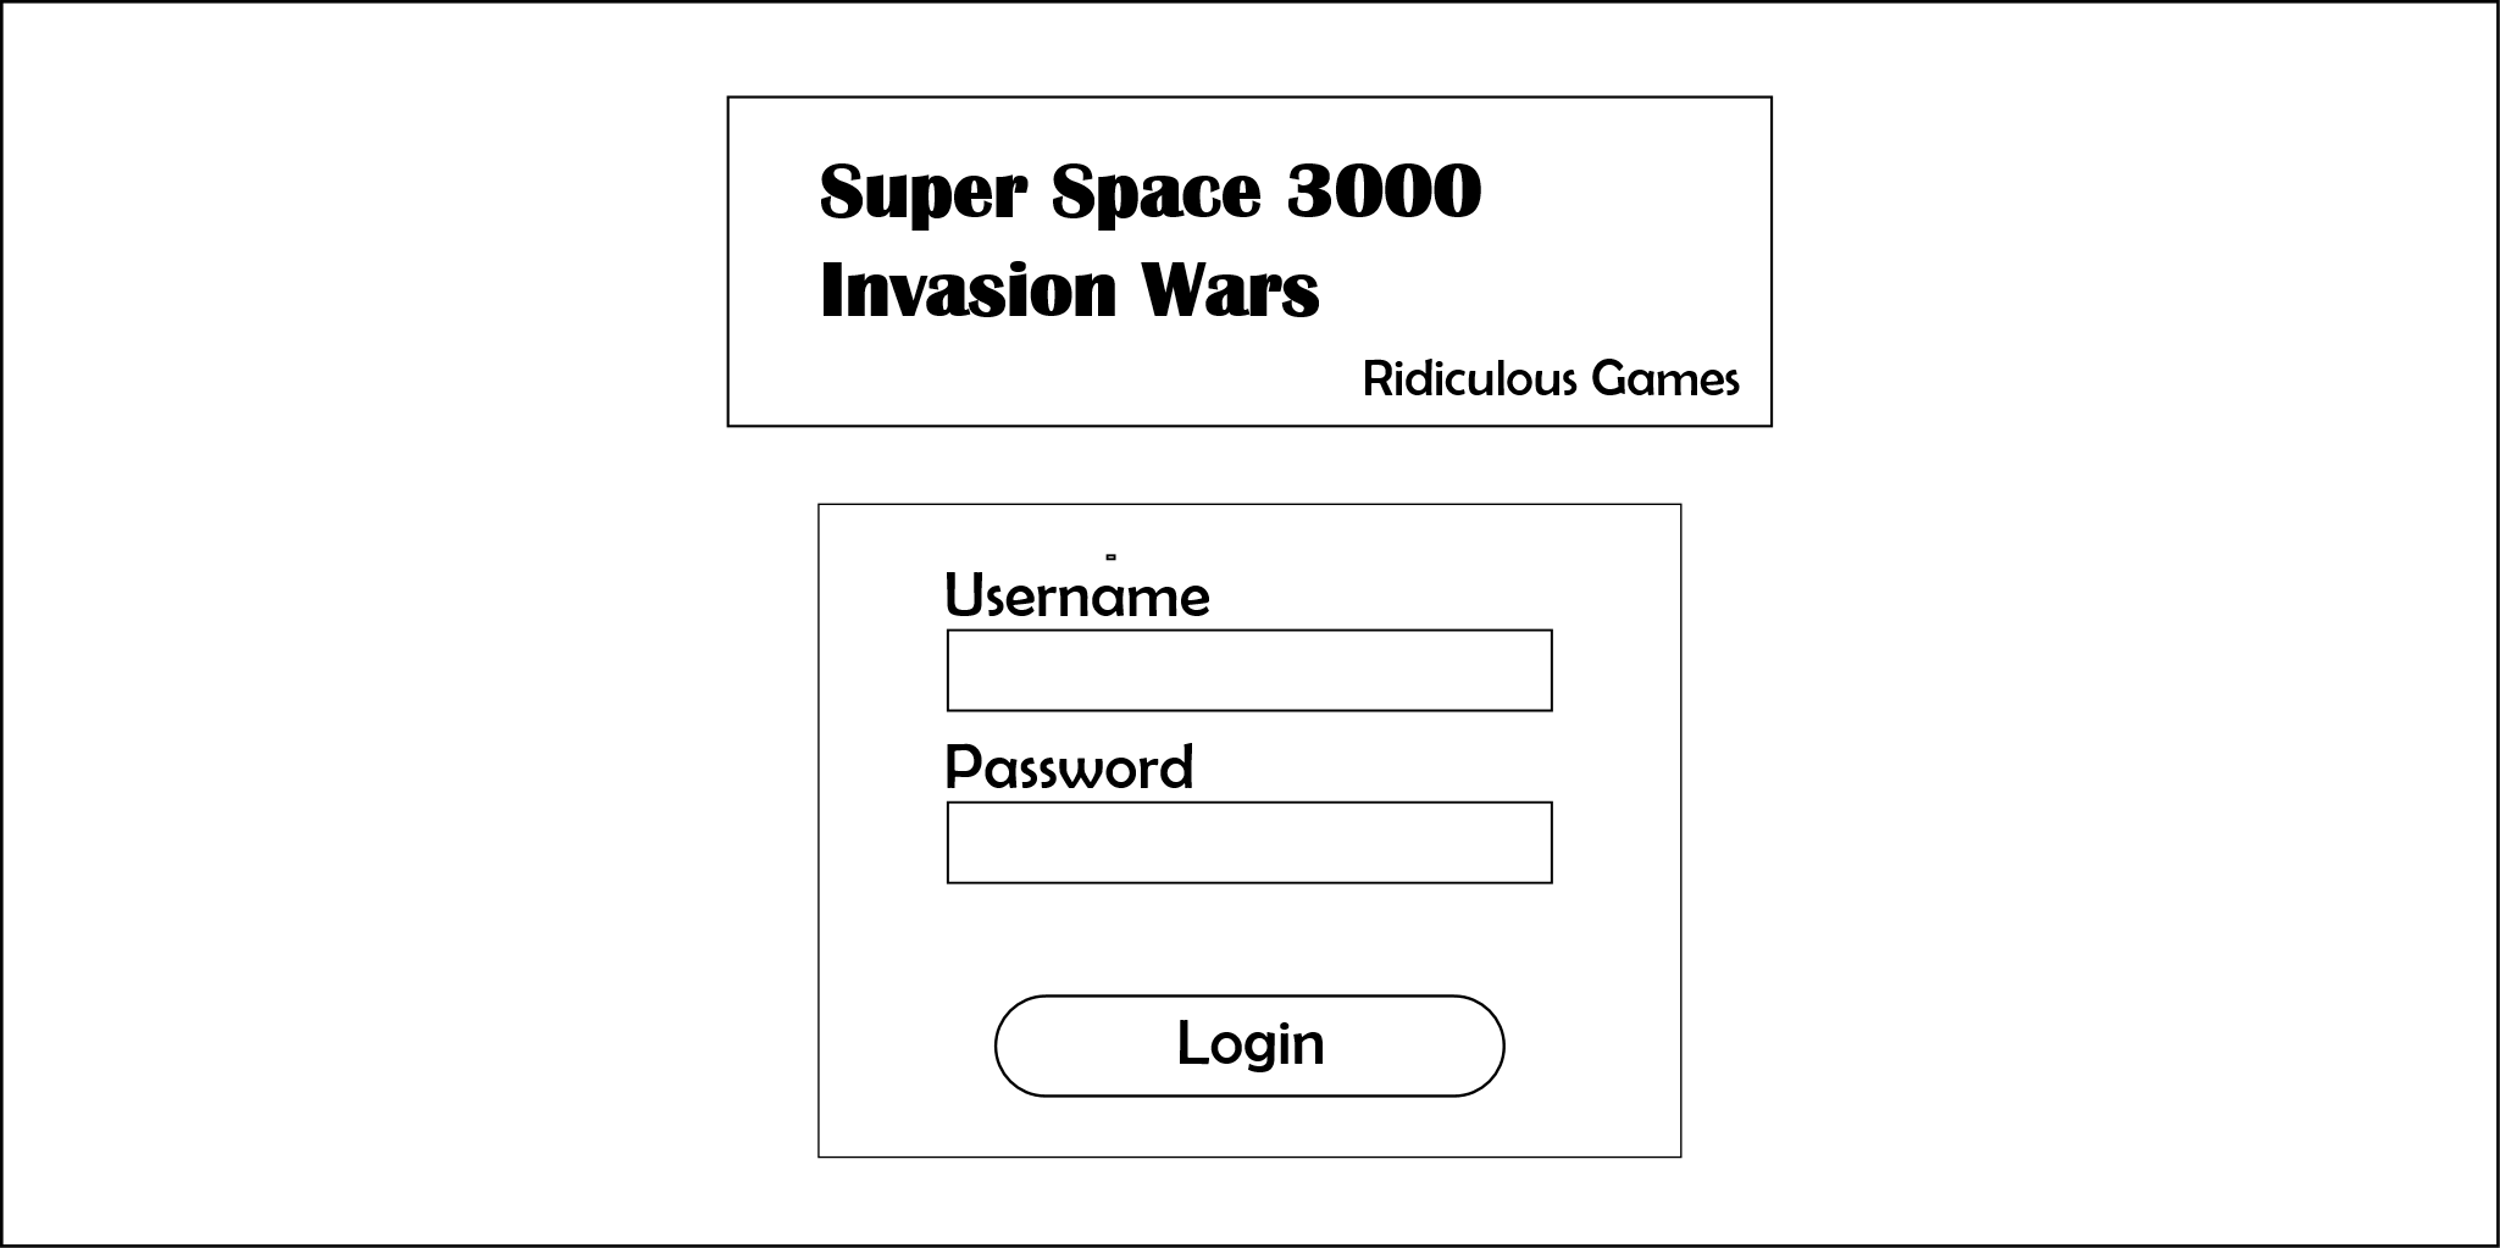 Super Space 3000
Invasion Wars
Ridiculous Games
Username
Password
Login